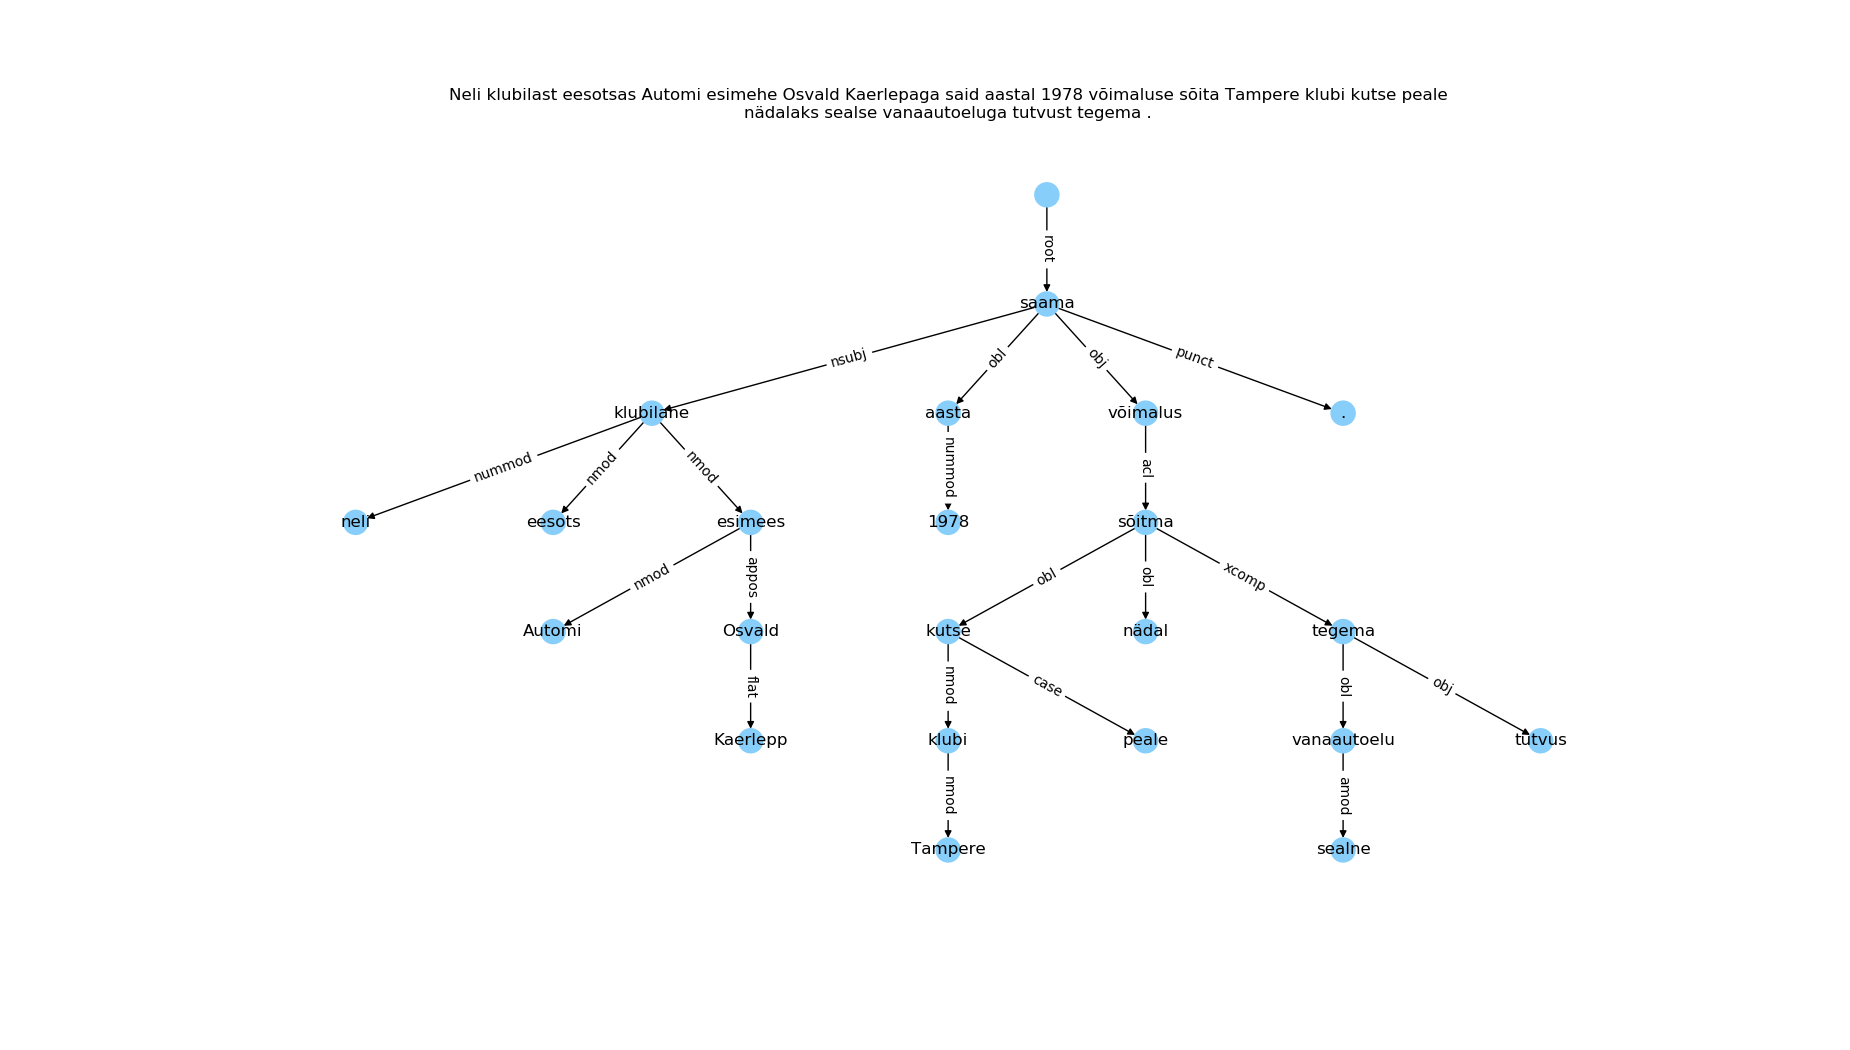 Neli klubilast eesotsas Automi esimehe Osvald Kaerlepaga said aastal 1978 võimaluse sõita Tampere klubi kutse peale
nädalaks sealse vanaautoeluga tutvust tegema .
root
saama
nsubj
obl
obj
punct
klubilane
aasta
võimalus
.
nummod
nmod
nmod
nummod
acl
neli
eesots
esimees
1978
sõitma
nmod
appos
obl
obl
xcomp
Automi
Osvald
kutse
nädal
tegema
flat
nmod
case
obl
obj
Kaerlepp
klubi
peale
vanaautoelu
tutvus
nmod
amod
Tampere
sealne